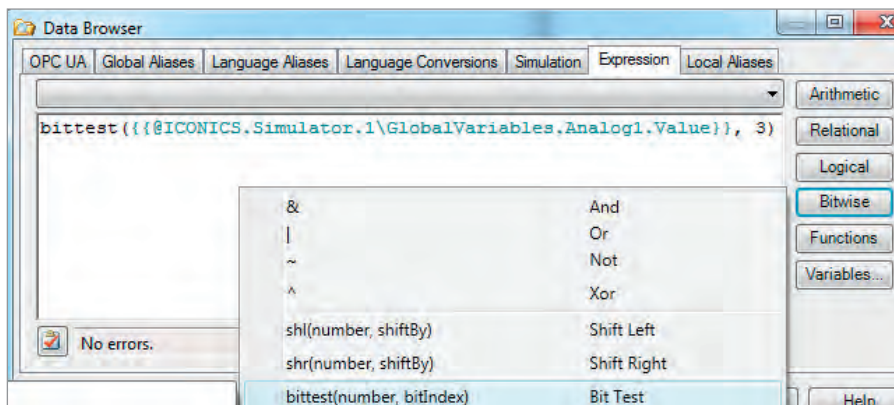 Data Browser
OPC UA Global Aliases Language Aliases Language Conversions Simulation Expression Local Aliases
Arithmetic
bittest({{@ICONICS.Simulator.1\GlobalVariables.Analog1.Value}}, 3)
Relational
Logical
Bitwise
Functions
Variables...
& And
| Or
~ Not
^ Xor
shl(number, shiftBy) Shift Left
shr(number, shiftBy) Shift Right
bittest(number, bitIndex) Bit Test
No errors.
Help